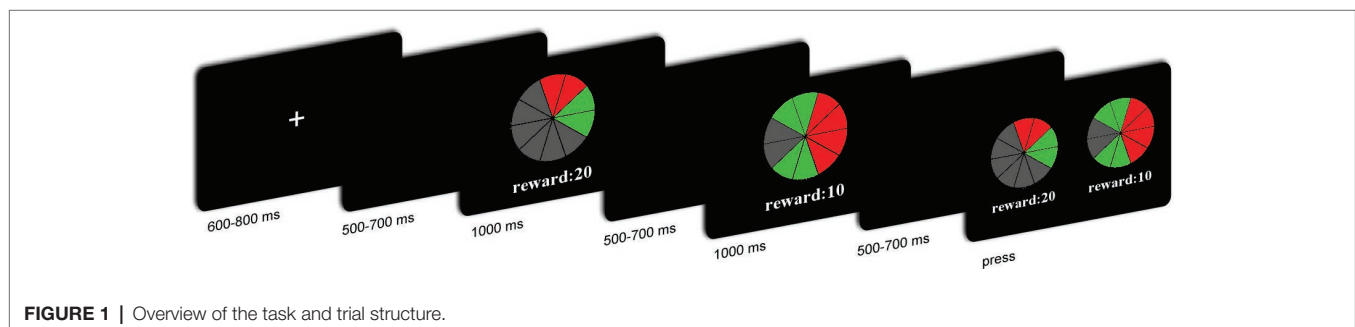 +
reward:20
reward:10
reward:20
reward:10
600-800 ms
500-700 ms
1000 ms
500-700 ms
1000 ms
500-700 ms
press
FIGURE 1 | Overview of the task and trial structure.